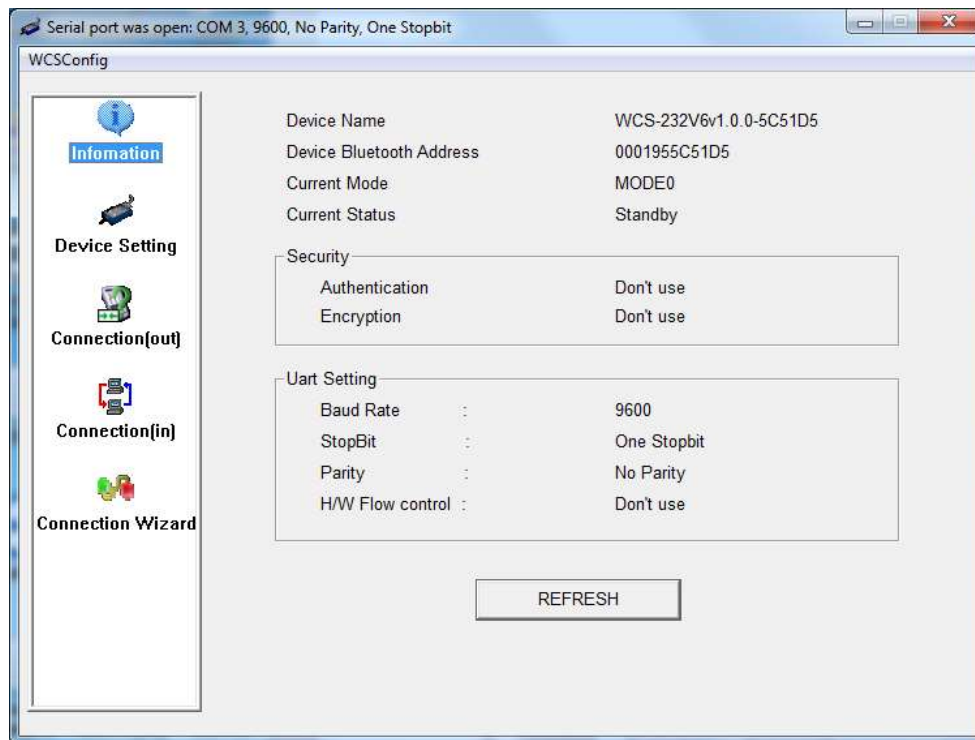 Serial port was open: COM 3, 9600, No Parity, One Stopbit
WCSConfig
Infomation
Device Setting
Connection(out)
Connection(in)
Connection Wizard
Device Name WCS-232V6v1.0.0-5C51D5
Device Bluetooth Address 0001955C51D5
Current Mode MODE0
Current Status Standby
Security
Authentication Don't use
Encryption Don't use
Uart Setting
Baud Rate : 9600
StopBit : One Stopbit
Parity : No Parity
H/W Flow control : Don't use
REFRESH